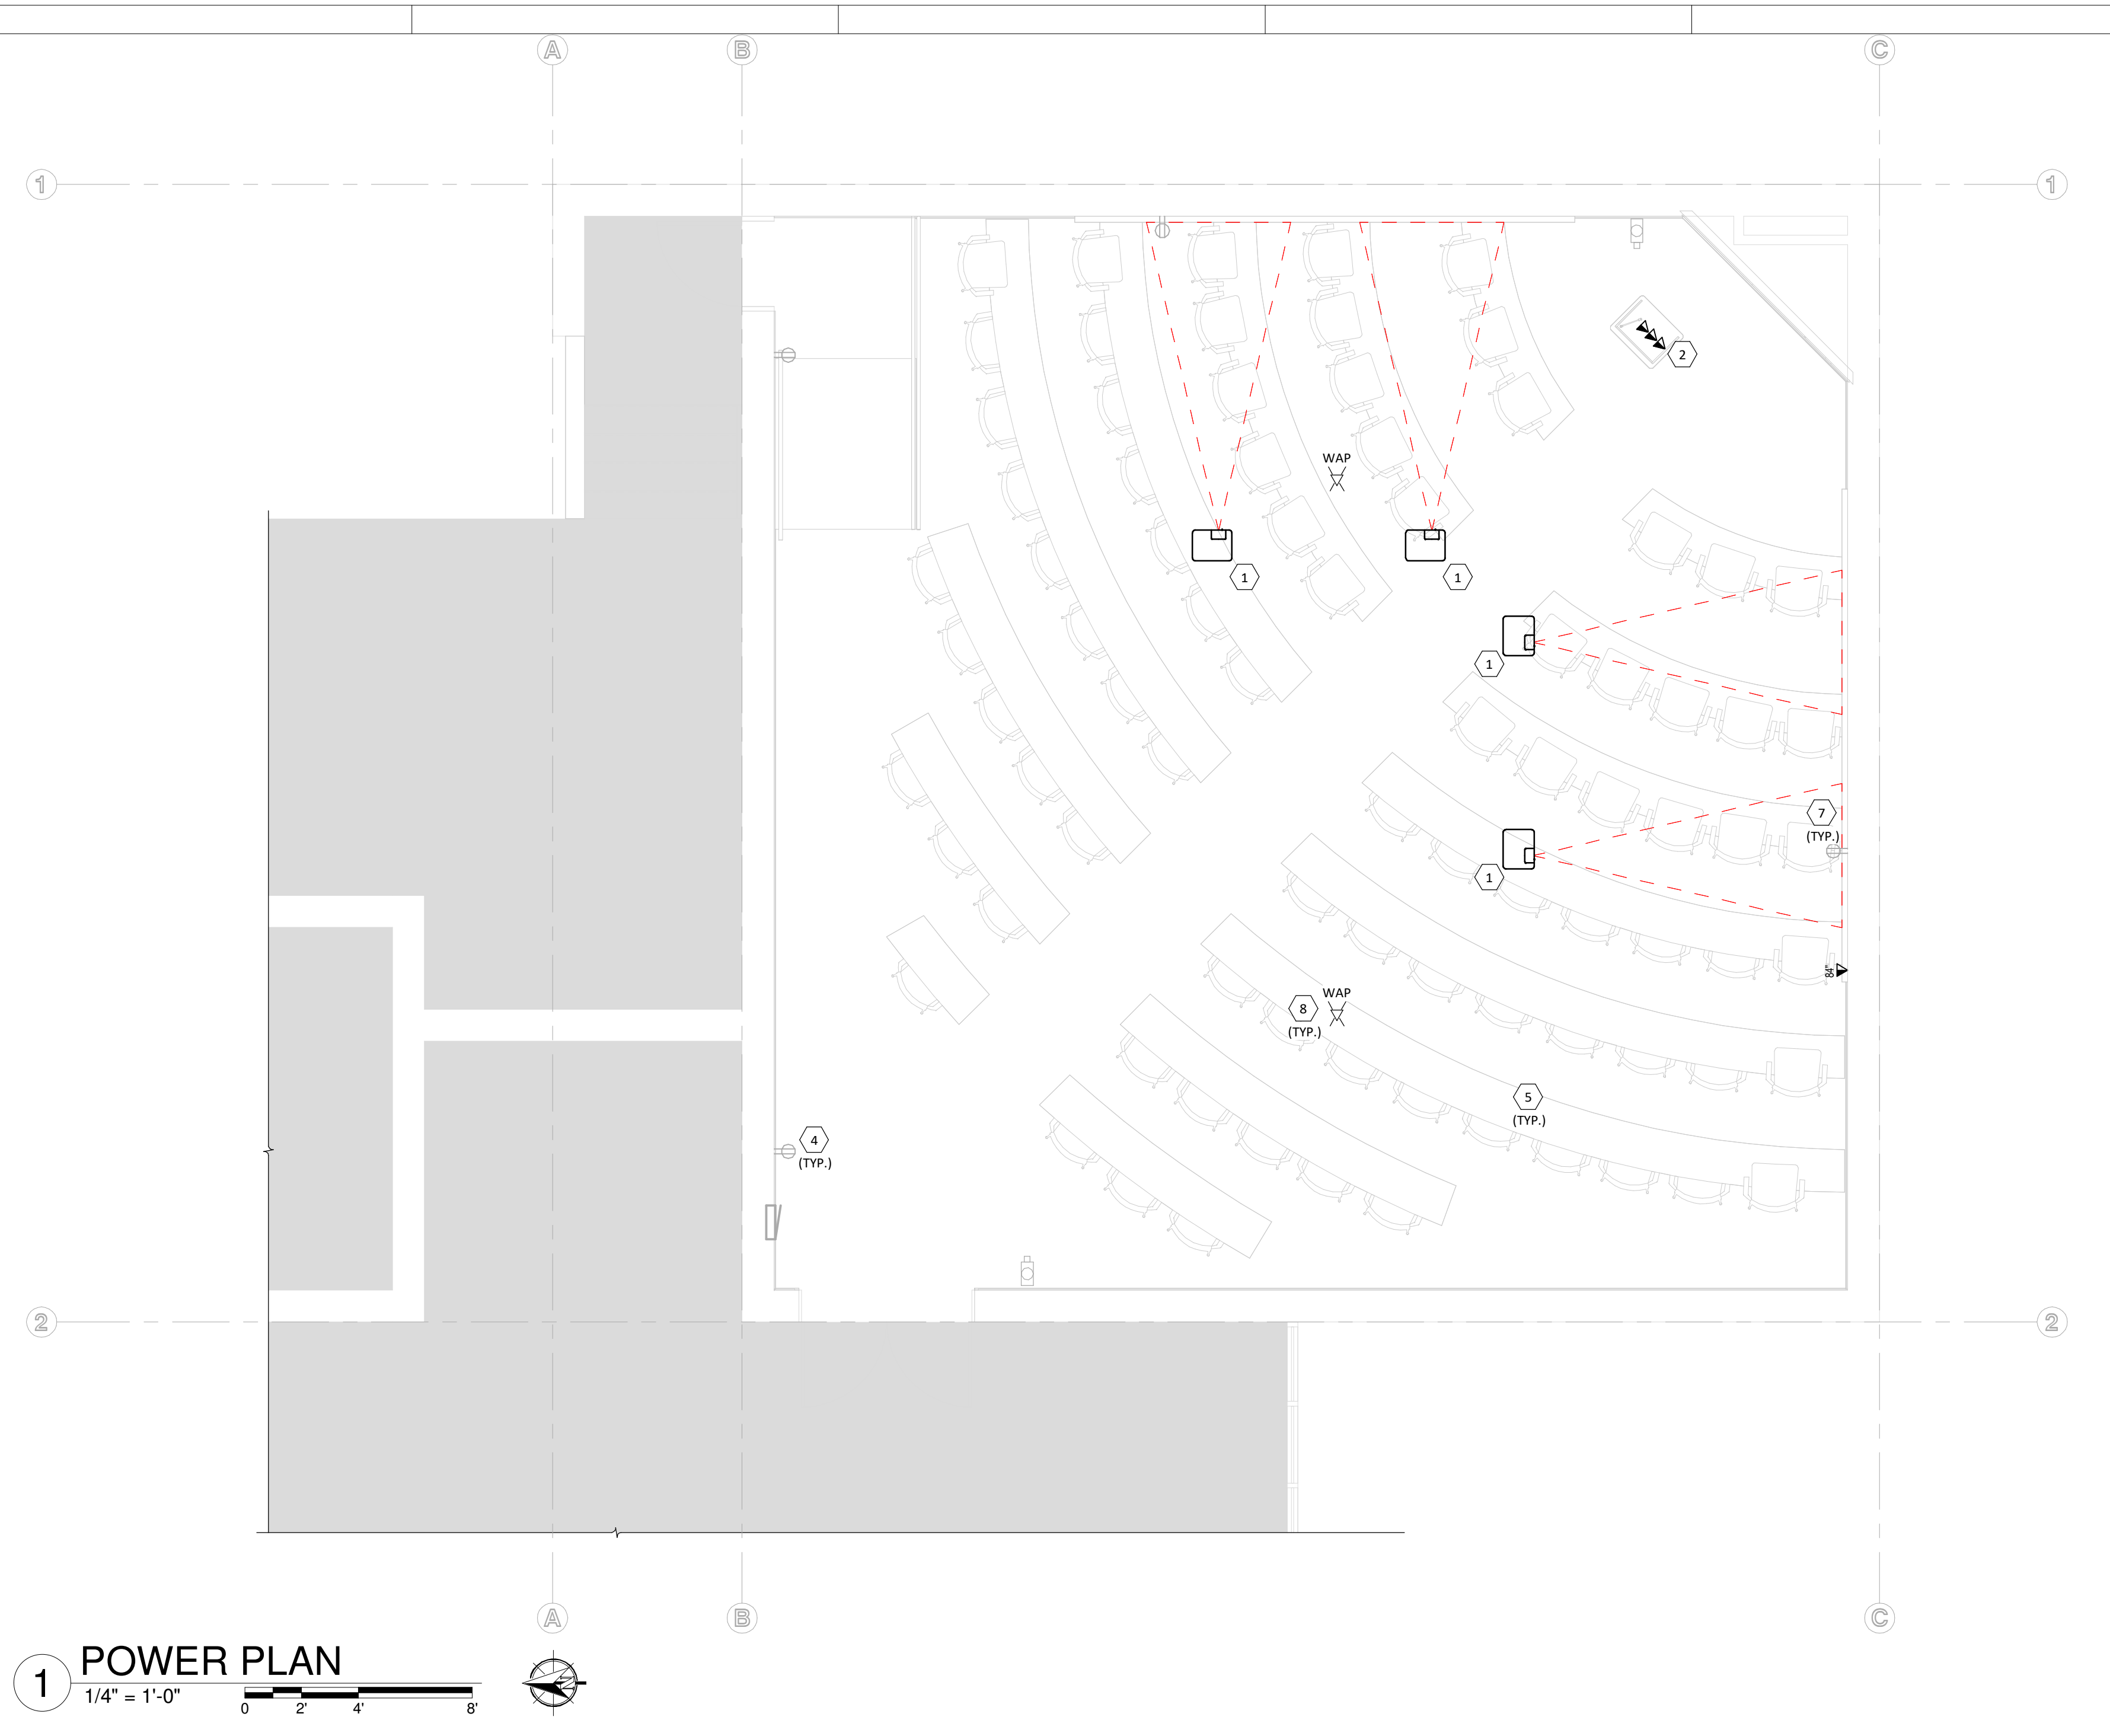 A
B
C
1
1
2
WAP
1
1
1
7
(TYP.)
1
84"
WAP
8
(TYP.)
5
(TYP.)
4
(TYP.)
2
2
A
B
C
1
POWER PLAN
1/4" = 1'-0"
0 2' 4' 8'